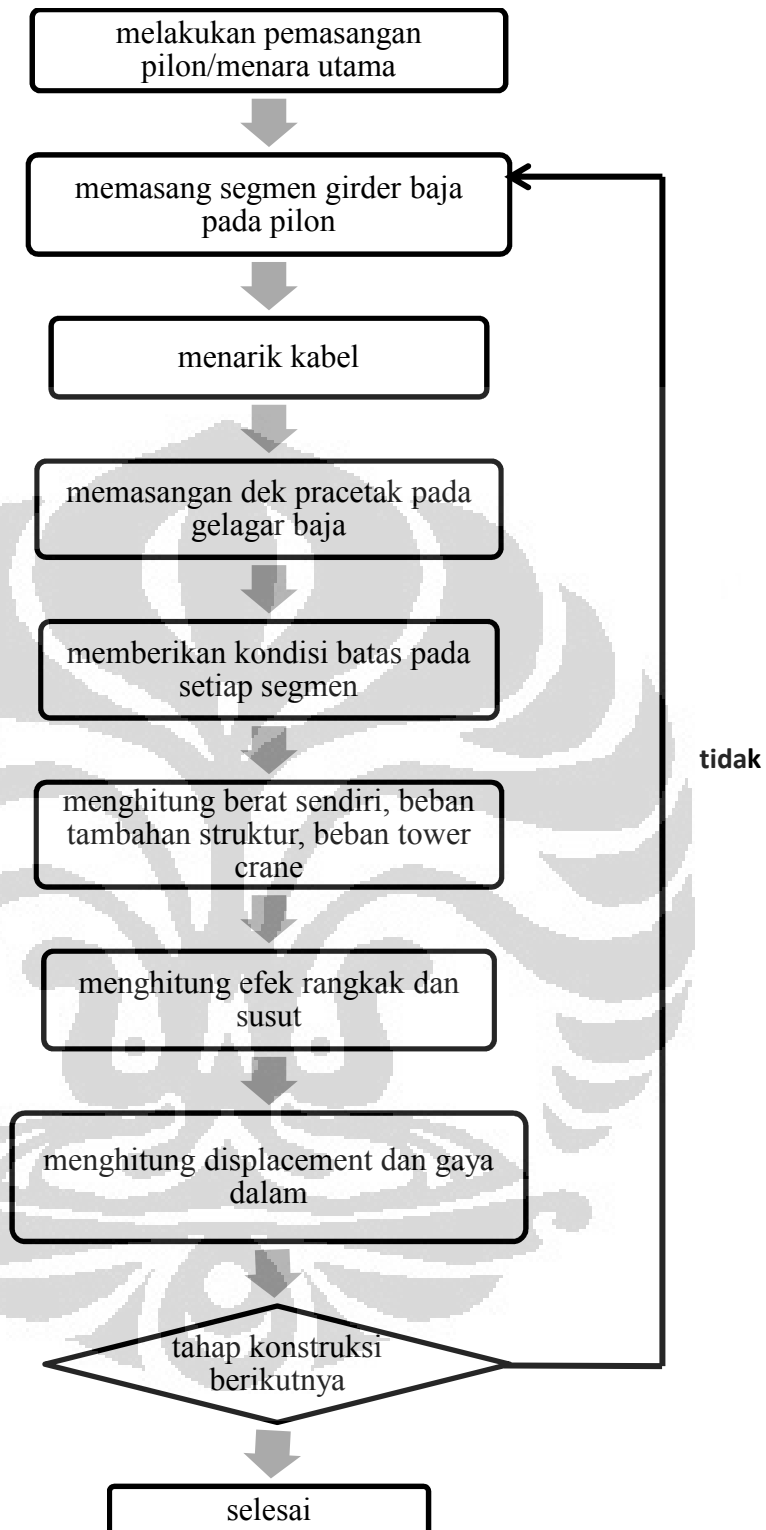 melakukan pemasangan
pilon/menara utama
memasang segmen girder baja
pada pilon
menarik kabel
memasangan dek pracetak pada
gelagar baja
memberikan kondisi batas pada
setiap segmen
tidak
menghitung berat sendiri, beban
tambahan struktur, beban tower
crane
menghitung efek rangkak dan
susut
menghitung displacement dan gaya
dalam
tahap konstruksi
berikutnya
selesai